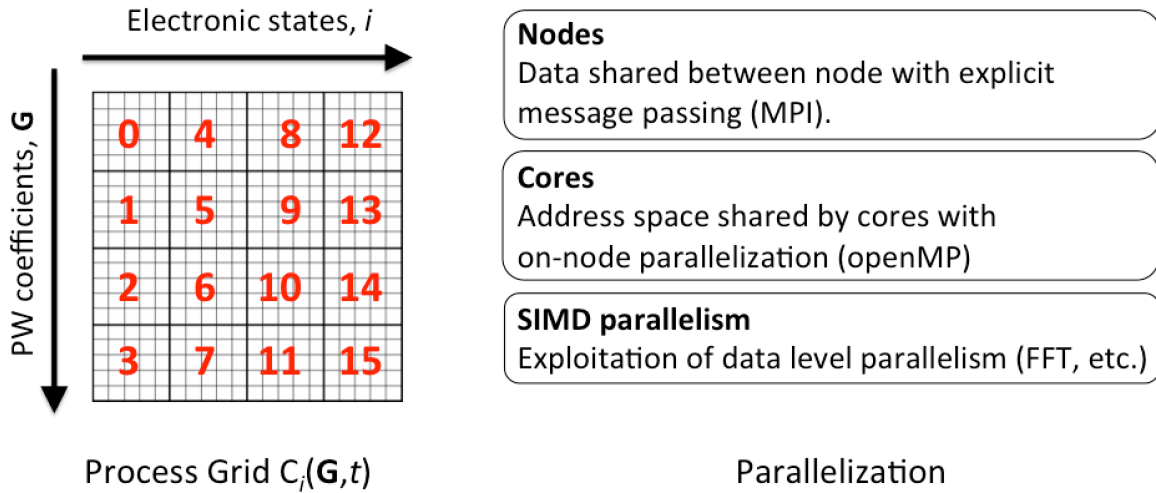 Electronic states, i
PW coefficients, G
0 4 8 12
1 5 9 13
2 6 10 14
3 7 11 15
Process Grid Cᵢ(G,t)
Nodes
Data shared between node with explicit
message passing (MPI).
Cores
Address space shared by cores with
on-node parallelization (openMP)
SIMD parallelism
Exploitation of data level parallelism (FFT, etc.)
Parallelization